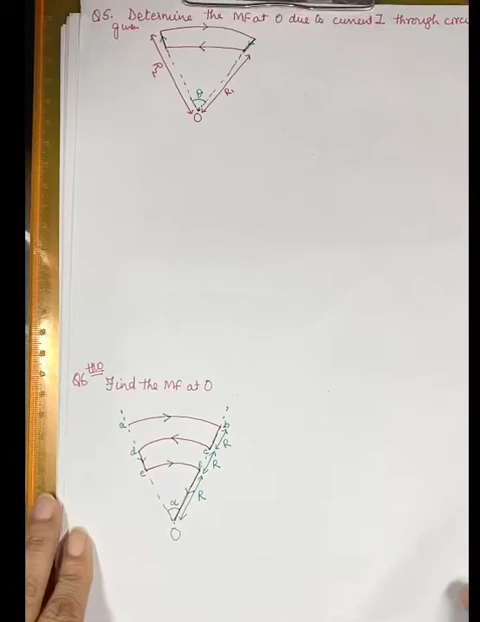 Q5. Determine the MF at O due to current I through circu
given
R₂
θ
R₁
O
Q6 Find the MF at O
a
b
R
d
c
R
e
f
R
α
O